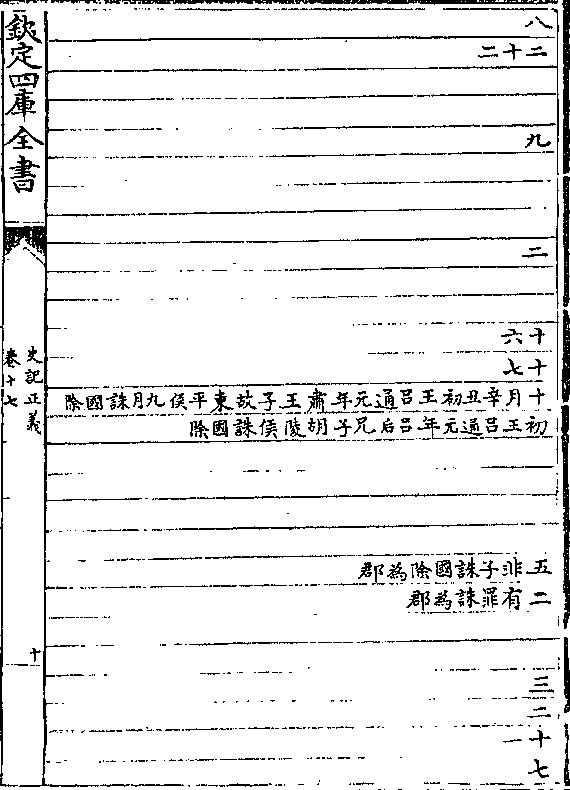 八
二十二
九
二
十六
十七
十月辛丑初王吕通元年肅王子故東平侯九月誅國除
初王吕通元年吕后兄子胡陵侯誅國除
五非子誅國除為郡
二有罪誅為郡
三
二
十一
七
欽定四庫全書
史記正義
卷十七
十